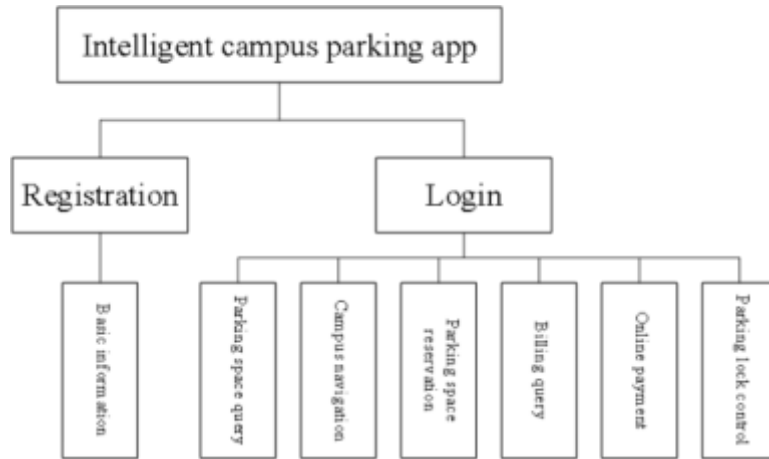 Intelligent campus parking app
Registration
Login
Basic information
Parking space query
Campus navigation
Parking space
reservation
Billing query
Online payment
Parking lock control